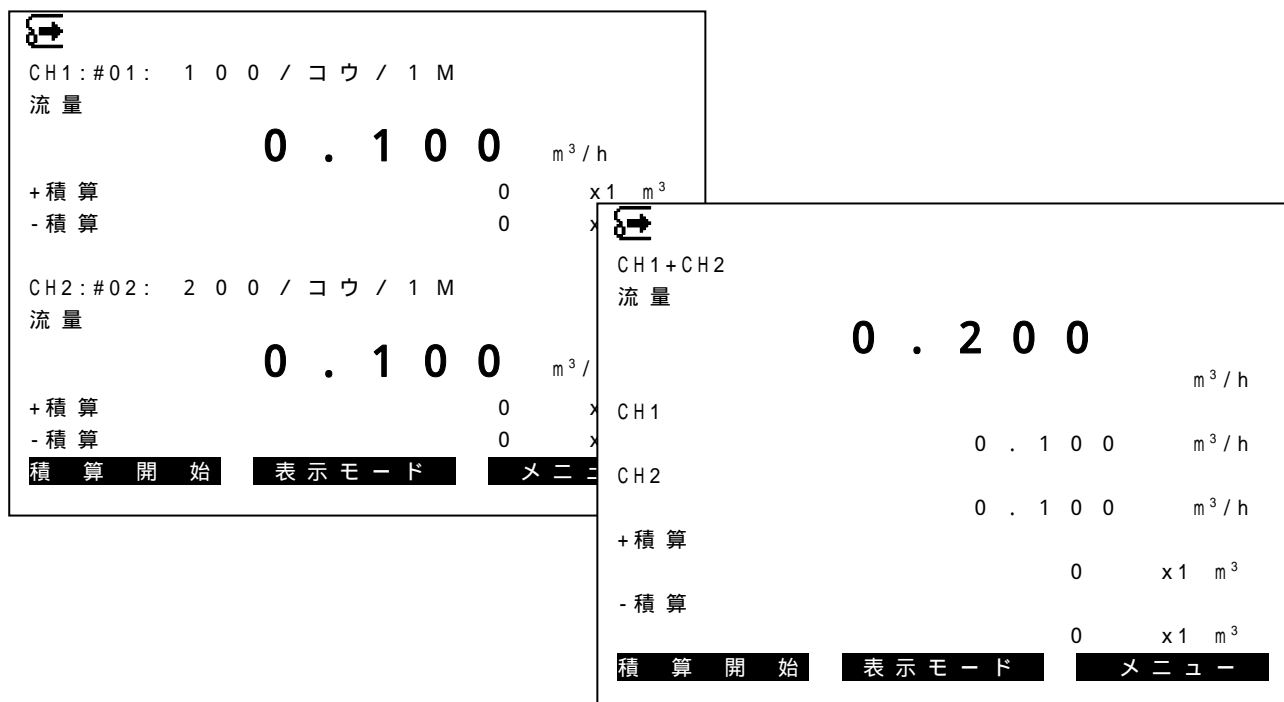 CH1:#01: 100/コウ/1M
流量
0.100 m³/h
+積算 0 x1 m³
-積算 0 x
CH2:#02: 200/コウ/1M
流量
0.100 m³/
+積算 0 x
-積算 0 x
積算開始 表示モード メニュ
CH1+CH2
流量
0.200
m³/h
CH1
0.100 m³/h
CH2
0.100 m³/h
+積算
0 x1 m³
-積算
0 x1 m³
積算開始 表示モード メニュー